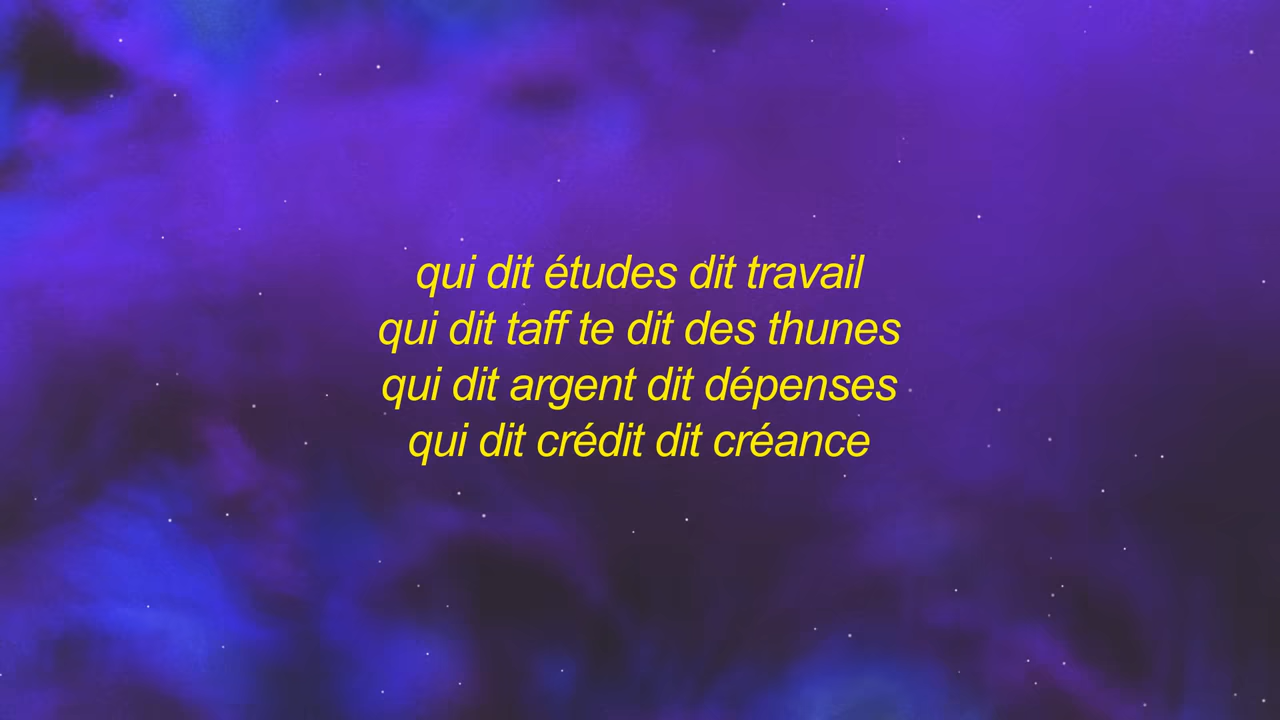 qui dit études dit travail
qui dit taff te dit des thunes
qui dit argent dit dépenses
qui dit crédit dit créance